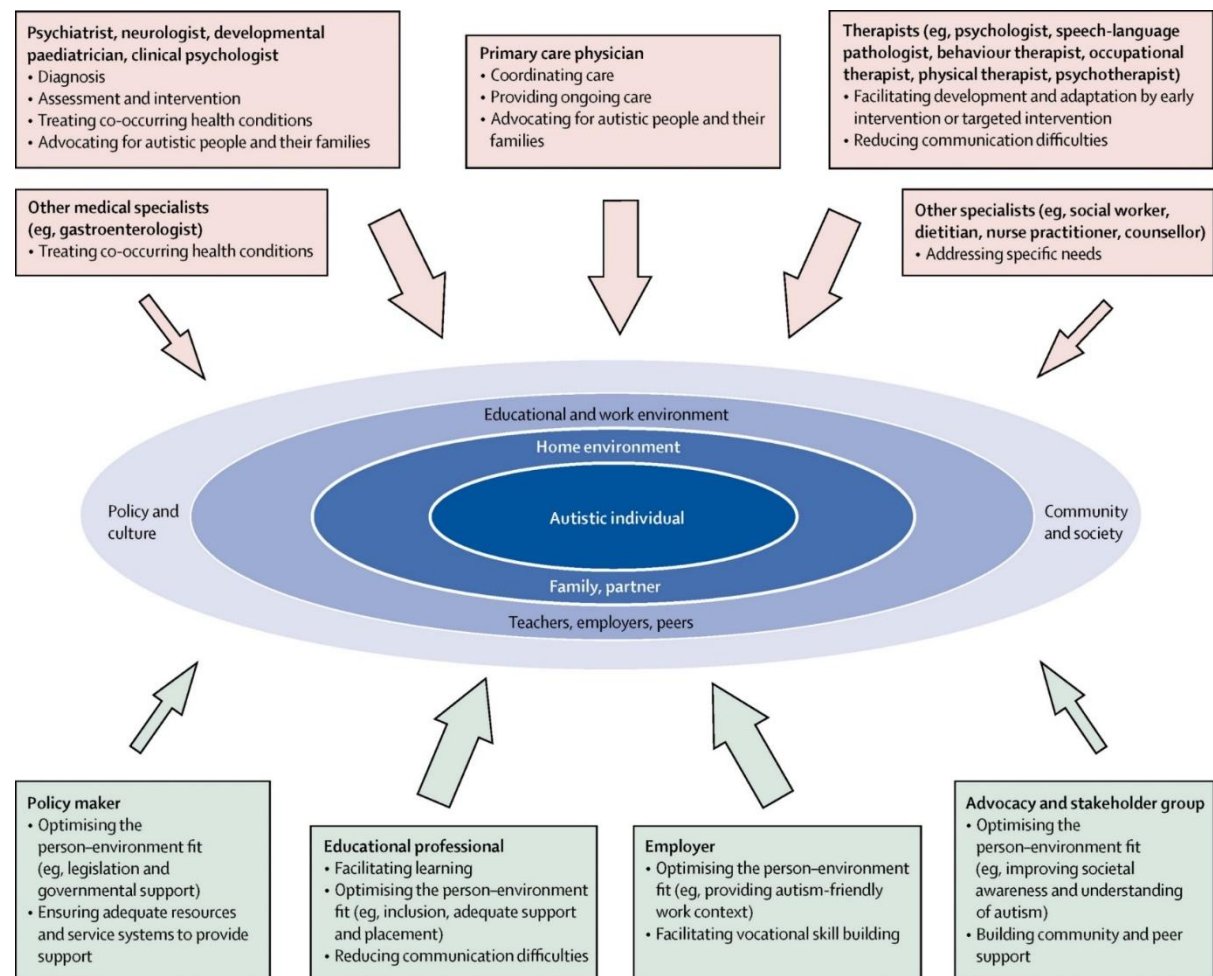 Psychiatrist, neurologist, developmental
paediatrician, clinical psychologist
• Diagnosis
• Assessment and intervention
• Treating co-occurring health conditions
• Advocating for autistic people and their families
Primary care physician
• Coordinating care
• Providing ongoing care
• Advocating for autistic people and their
families
Therapists (eg, psychologist, speech-language
pathologist, behaviour therapist, occupational
therapist, physical therapist, psychotherapist)
• Facilitating development and adaptation by early
intervention or targeted intervention
• Reducing communication difficulties
Other medical specialists
(eg, gastroenterologist)
• Treating co-occurring health conditions
Other specialists (eg, social worker,
dietitian, nurse practitioner, counsellor)
• Addressing specific needs
Educational and work environment
Home environment
Policy and
culture
Autistic individual
Community
and society
Family, partner
Teachers, employers, peers
Policy maker
• Optimising the
person–environment fit
(eg, legislation and
governmental support)
• Ensuring adequate resources
and service systems to provide
support
Educational professional
• Facilitating learning
• Optimising the person–environment
fit (eg, inclusion, adequate support
and placement)
• Reducing communication difficulties
Employer
• Optimising the person–environment
fit (eg, providing autism-friendly
work context)
• Facilitating vocational skill building
Advocacy and stakeholder group
• Optimising the
person–environment fit
(eg, improving societal
awareness and understanding
of autism)
• Building community and peer
support